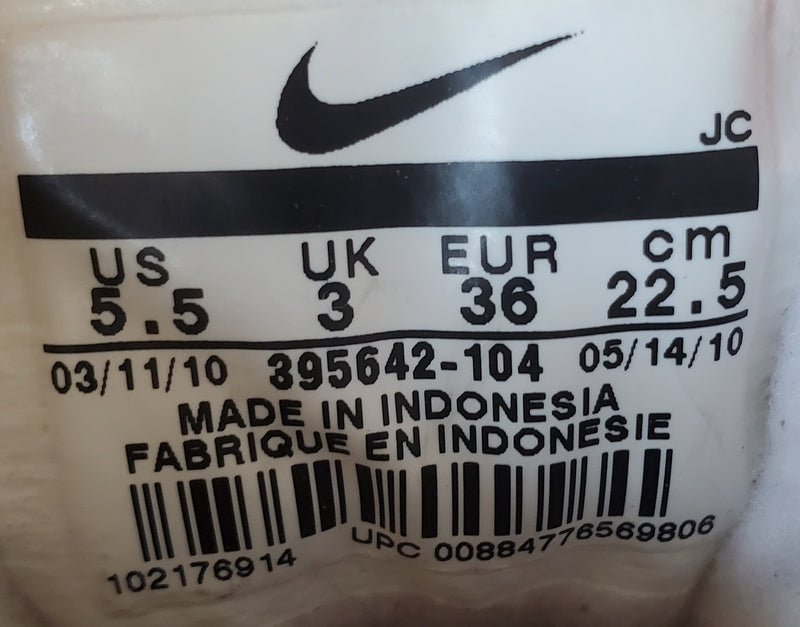 JC
US UK EUR cm
5.5 3 36 22.5
03/11/10 395642-104 05/14/10
MADE IN INDONESIA
FABRIQUE EN INDONESIE
102176914 UPC 00884776569806